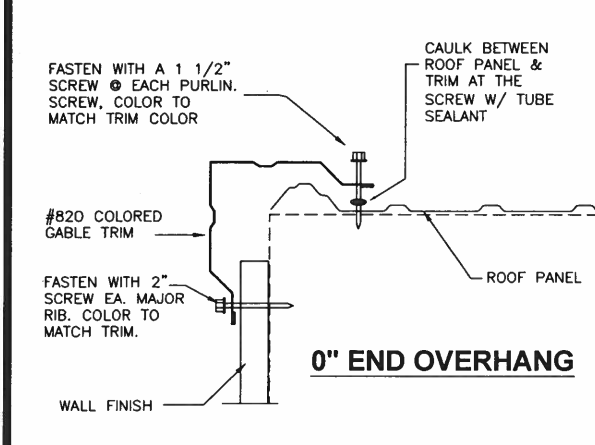 FASTEN WITH A 1 1/2"
SCREW @ EACH PURLIN.
SCREW, COLOR TO
MATCH TRIM COLOR
CAULK BETWEEN
ROOF PANEL &
TRIM AT THE
SCREW W/ TUBE
SEALANT
#820 COLORED
GABLE TRIM
FASTEN WITH 2"
SCREW EA. MAJOR
RIB. COLOR TO
MATCH TRIM.
ROOF PANEL
0" END OVERHANG
WALL FINISH